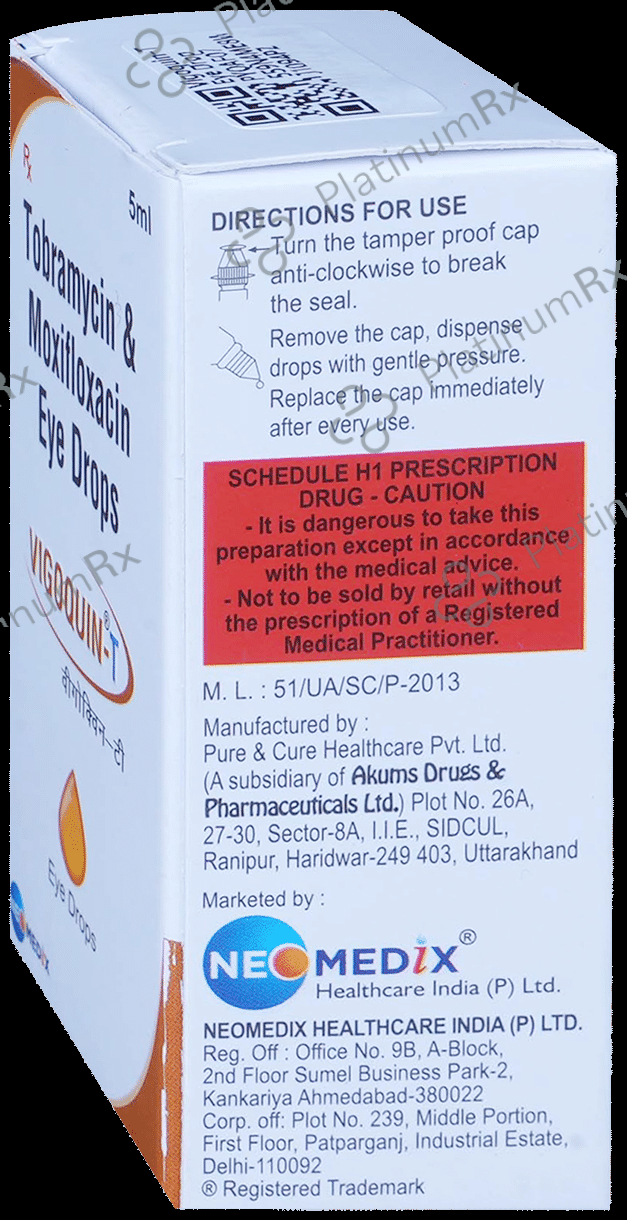 Rx
5ml
Tobramycin &
Moxifloxacin
Eye Drops
VIGOQUIN®-T
वीगोक्विन-टी
Eye Drops
NEOMEDiX
DIRECTIONS FOR USE
Turn the tamper proof cap
anti-clockwise to break
the seal.
Remove the cap, dispense
drops with gentle pressure.
Replace the cap immediately
after every use.
SCHEDULE H1 PRESCRIPTION
DRUG - CAUTION
- It is dangerous to take this
preparation except in accordance
with the medical advice.
- Not to be sold by retail without
the prescription of a Registered
Medical Practitioner.
M. L. : 51/UA/SC/P-2013
Manufactured by :
Pure & Cure Healthcare Pvt. Ltd.
(A subsidiary of Akums Drugs &
Pharmaceuticals Ltd.) Plot No. 26A,
27-30, Sector-8A, I.I.E., SIDCUL,
Ranipur, Haridwar-249 403, Uttarakhand
Marketed by :
NEOMEDiX®
Healthcare India (P) Ltd.
NEOMEDIX HEALTHCARE INDIA (P) LTD.
Reg. Off : Office No. 9B, A-Block,
2nd Floor Sumel Business Park-2,
Kankariya Ahmedabad-380022
Corp. off: Plot No. 239, Middle Portion,
First Floor, Patparganj, Industrial Estate,
Delhi-110092
® Registered Trademark
PlatinumRx
PlatinumRx
PlatinumRx